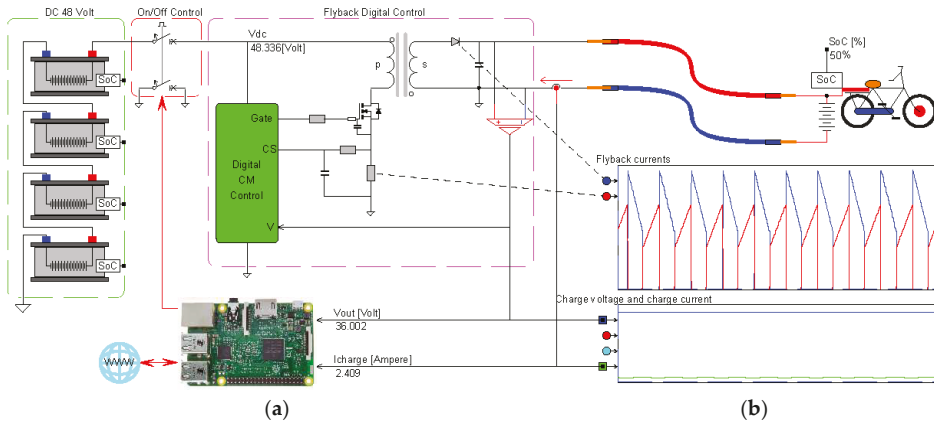 DC 48 Volt
On/Off Control
Flyback Digital Control
Vdc
48.336[Volt]
SoC [%]
50%
SoC
p
s
SoC
SoC
SoC
SoC
Gate
CS
Digital
CM
Control
V
Flyback currents
Charge voltage and charge current
Vout [Volt]
36.002
Icharge [Ampere]
2.409
(a)
(b)